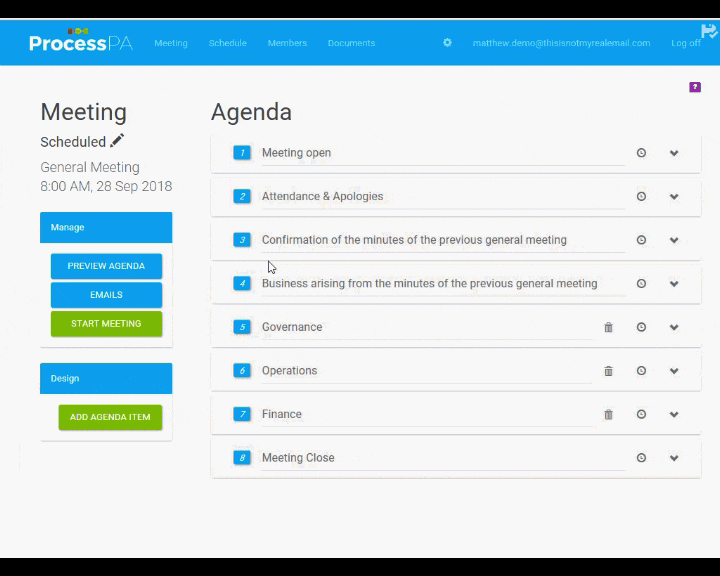 ProcessPA
Meeting
Schedule
Members
Documents
matthew.demo@thisisnotmyrealemail.com
Log off
?
Meeting
Scheduled
General Meeting
8:00 AM, 28 Sep 2018
Manage
PREVIEW AGENDA
EMAILS
START MEETING
Design
ADD AGENDA ITEM
Agenda
1 Meeting open
2 Attendance & Apologies
3 Confirmation of the minutes of the previous general meeting
4 Business arising from the minutes of the previous general meeting
5 Governance
6 Operations
7 Finance
8 Meeting Close